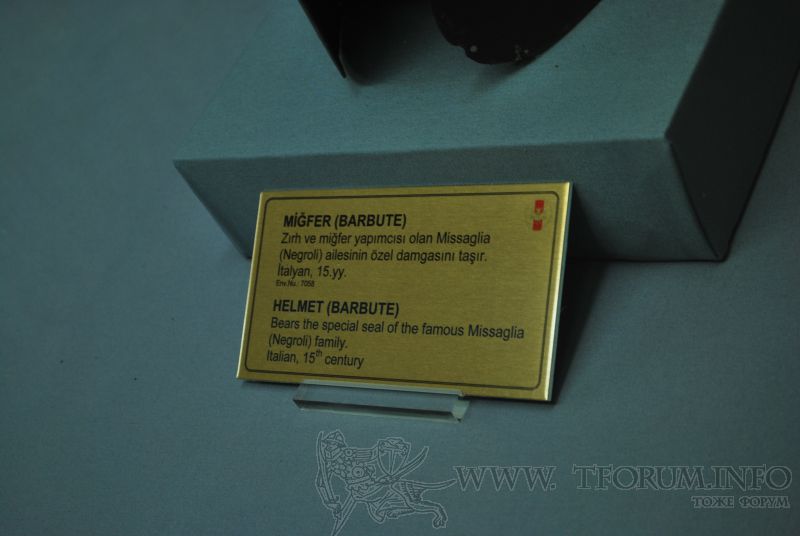 MİĞFER (BARBUTE)
Zırh ve miğfer yapımcısı olan Missaglia
(Negroli) ailesinin özel damgasını taşır.
İtalyan, 15.yy.
Env.Nu.: 7058
HELMET (BARBUTE)
Bears the special seal of the famous Missaglia
(Negroli) family.
Italian, 15th century
WWW. TFORUM.INFO
ТОЖЕ ФОРУМ